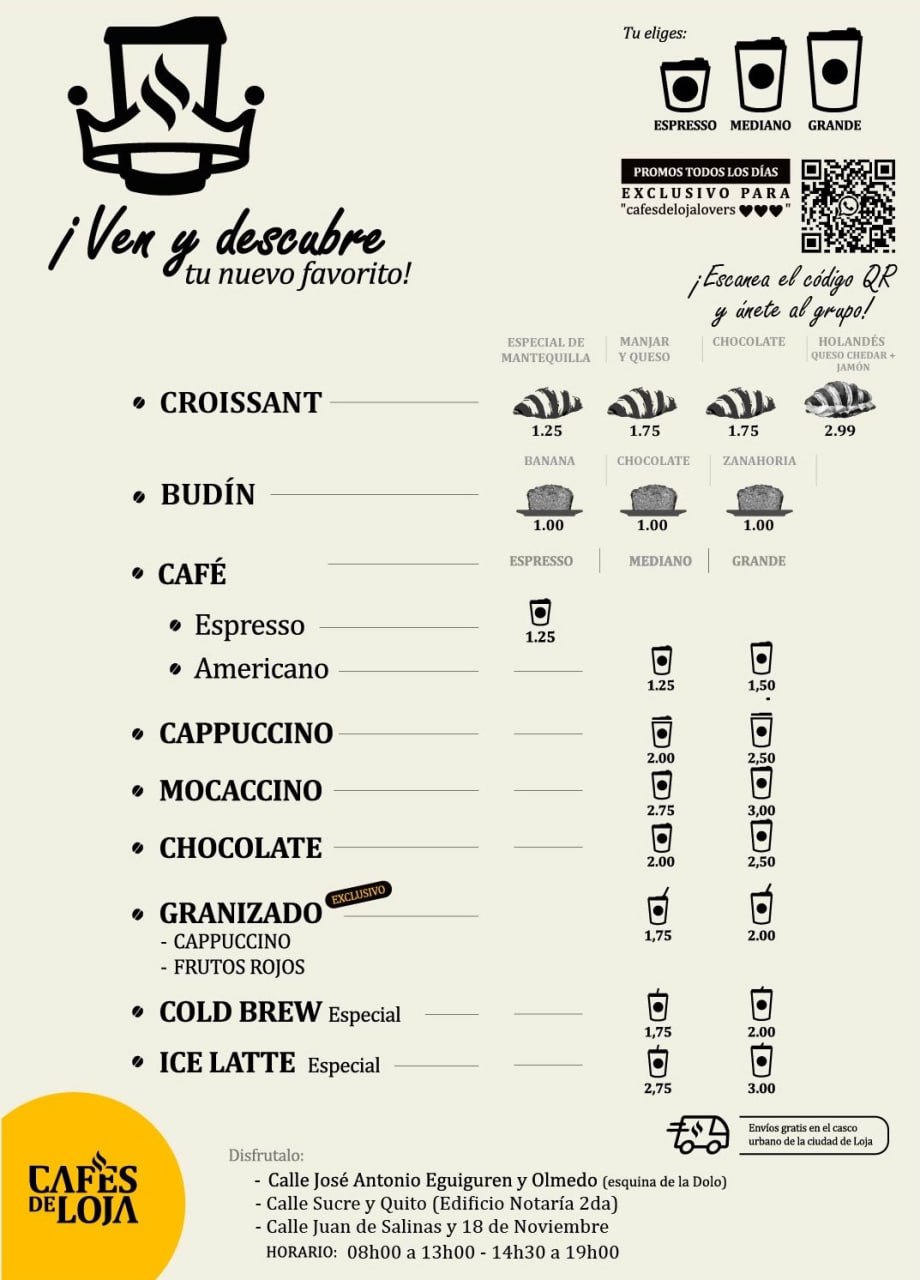 Tu eliges:
ESPRESSO MEDIANO GRANDE
PROMOS TODOS LOS DÍAS
EXCLUSIVO PARA
"cafesdelojalovers ♥♥♥"
¡Ven y descubre
tu nuevo favorito!
¡Escanea el código QR
y únete al grupo!
ESPECIAL DE MANTEQUILLA
MANJAR Y QUESO
CHOCOLATE
HOLANDÉS
QUESO CHEDAR +
JAMÓN
CROISSANT
1.25 1.75 1.75 2.99
BANANA CHOCOLATE ZANAHORIA
BUDÍN
1.00 1.00 1.00
CAFÉ
ESPRESSO MEDIANO GRANDE
Espresso
1.25
Americano
1.25 1,50
CAPPUCCINO
2.00 2,50
MOCACCINO
2.75 3,00
CHOCOLATE
2.00 2,50
GRANIZADO EXCLUSIVO
1,75 2.00
- CAPPUCCINO
- FRUTOS ROJOS
COLD BREW Especial
1,75 2.00
ICE LATTE Especial
2,75 3.00
Envíos gratis en el casco
urbano de la ciudad de Loja
CAFÉS
DE LOJA
Disfrutalo:
- Calle José Antonio Eguiguren y Olmedo (esquina de la Dolo)
- Calle Sucre y Quito (Edificio Notaría 2da)
- Calle Juan de Salinas y 18 de Noviembre
HORARIO: 08h00 a 13h00 - 14h30 a 19h00